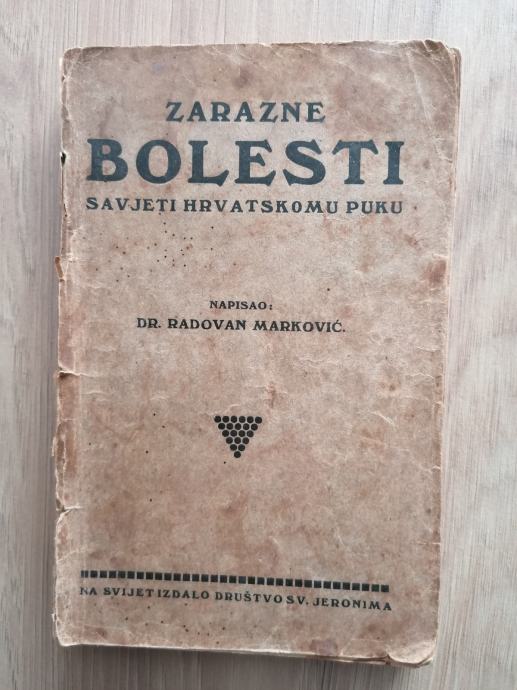 ZARAZNE
BOLESTI
SAVJETI HRVATSKOMU PUKU
NAPISAO:
DR. RADOVAN MARKOVIĆ.
NA SVIJET IZDALO DRUŠTVO SV. JERONIMA